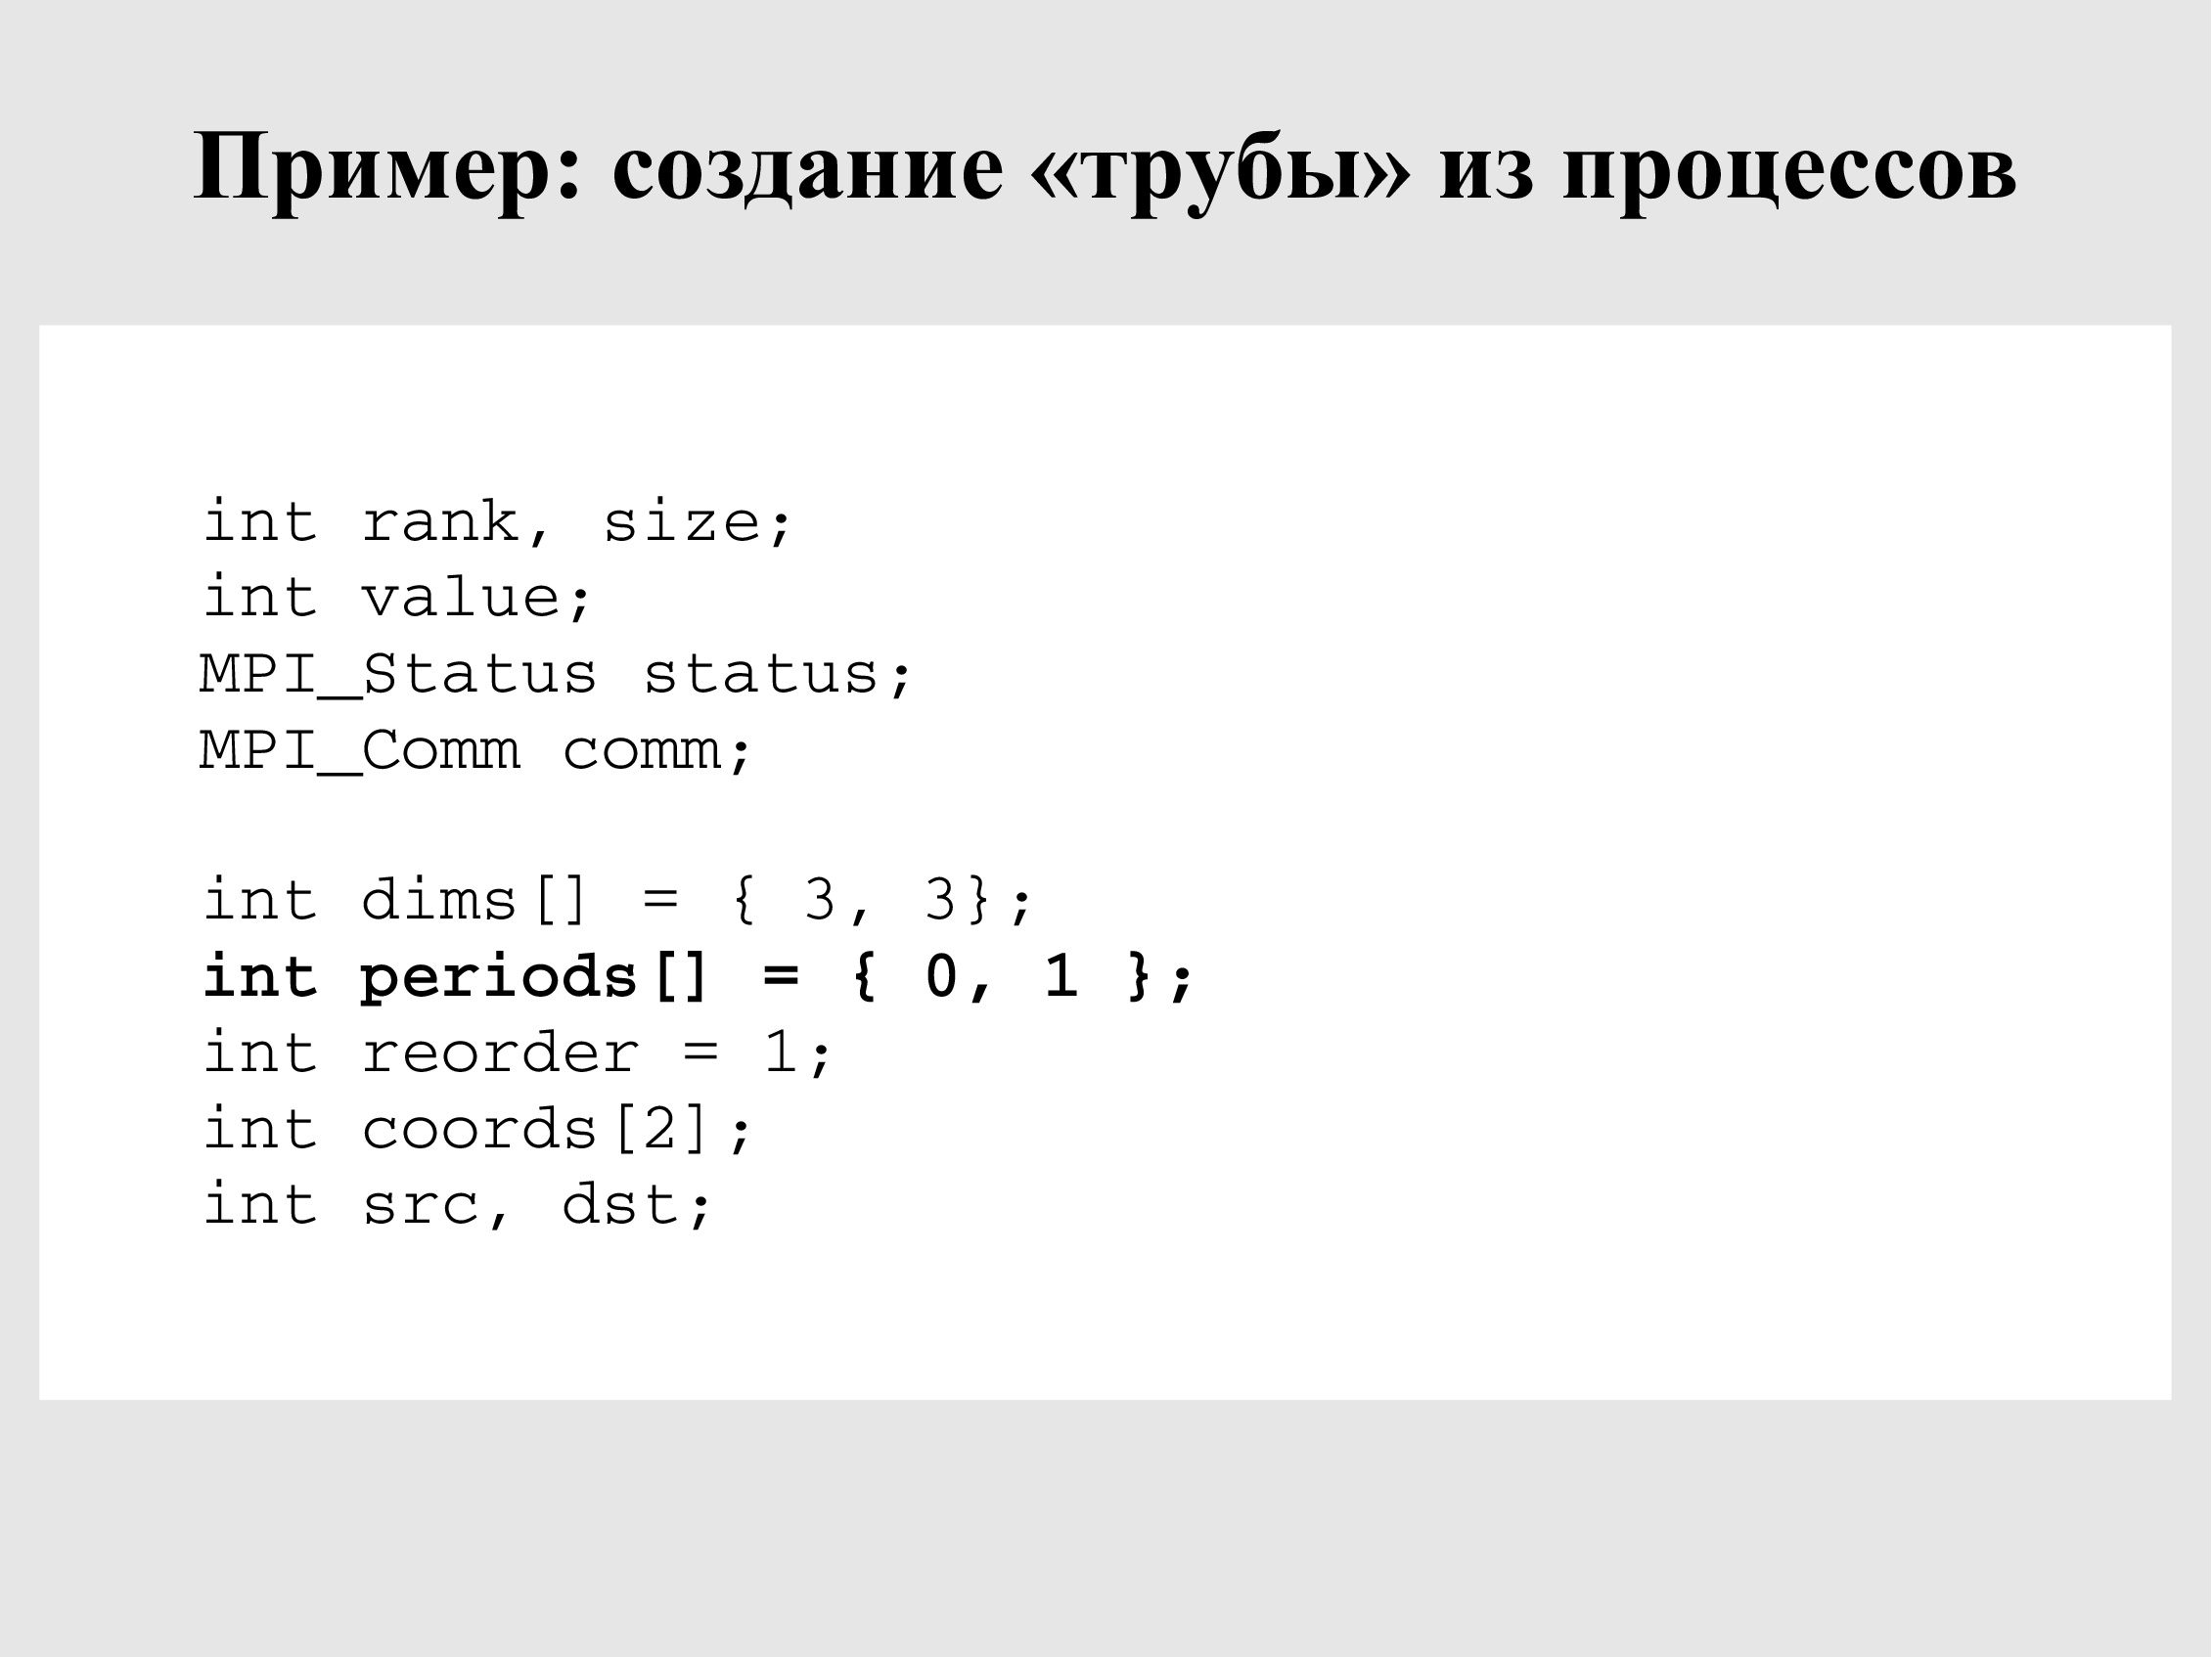 Пример: создание «трубы» из процессов
int rank, size;
int value;
MPI_Status status;
MPI_Comm comm;
int dims[] = { 3, 3};
int periods[] = { 0, 1 };
int reorder = 1;
int coords[2];
int src, dst;